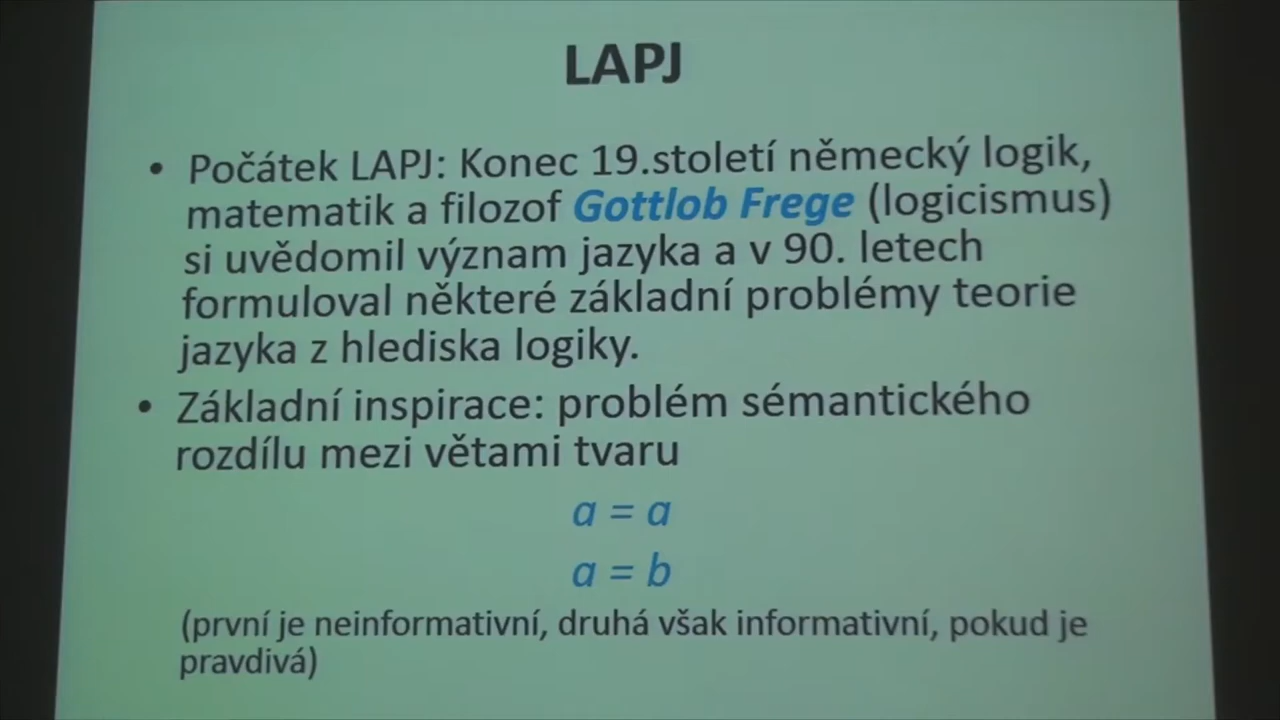 LAPJ
• Počátek LAPJ: Konec 19.století německý logik,
matematik a filozof Gottlob Frege (logicismus)
si uvědomil význam jazyka a v 90. letech
formuloval některé základní problémy teorie
jazyka z hlediska logiky.
• Základní inspirace: problém sémantického
rozdílu mezi větami tvaru
a = a
a = b
(první je neinformativní, druhá však informativní, pokud je
pravdivá)